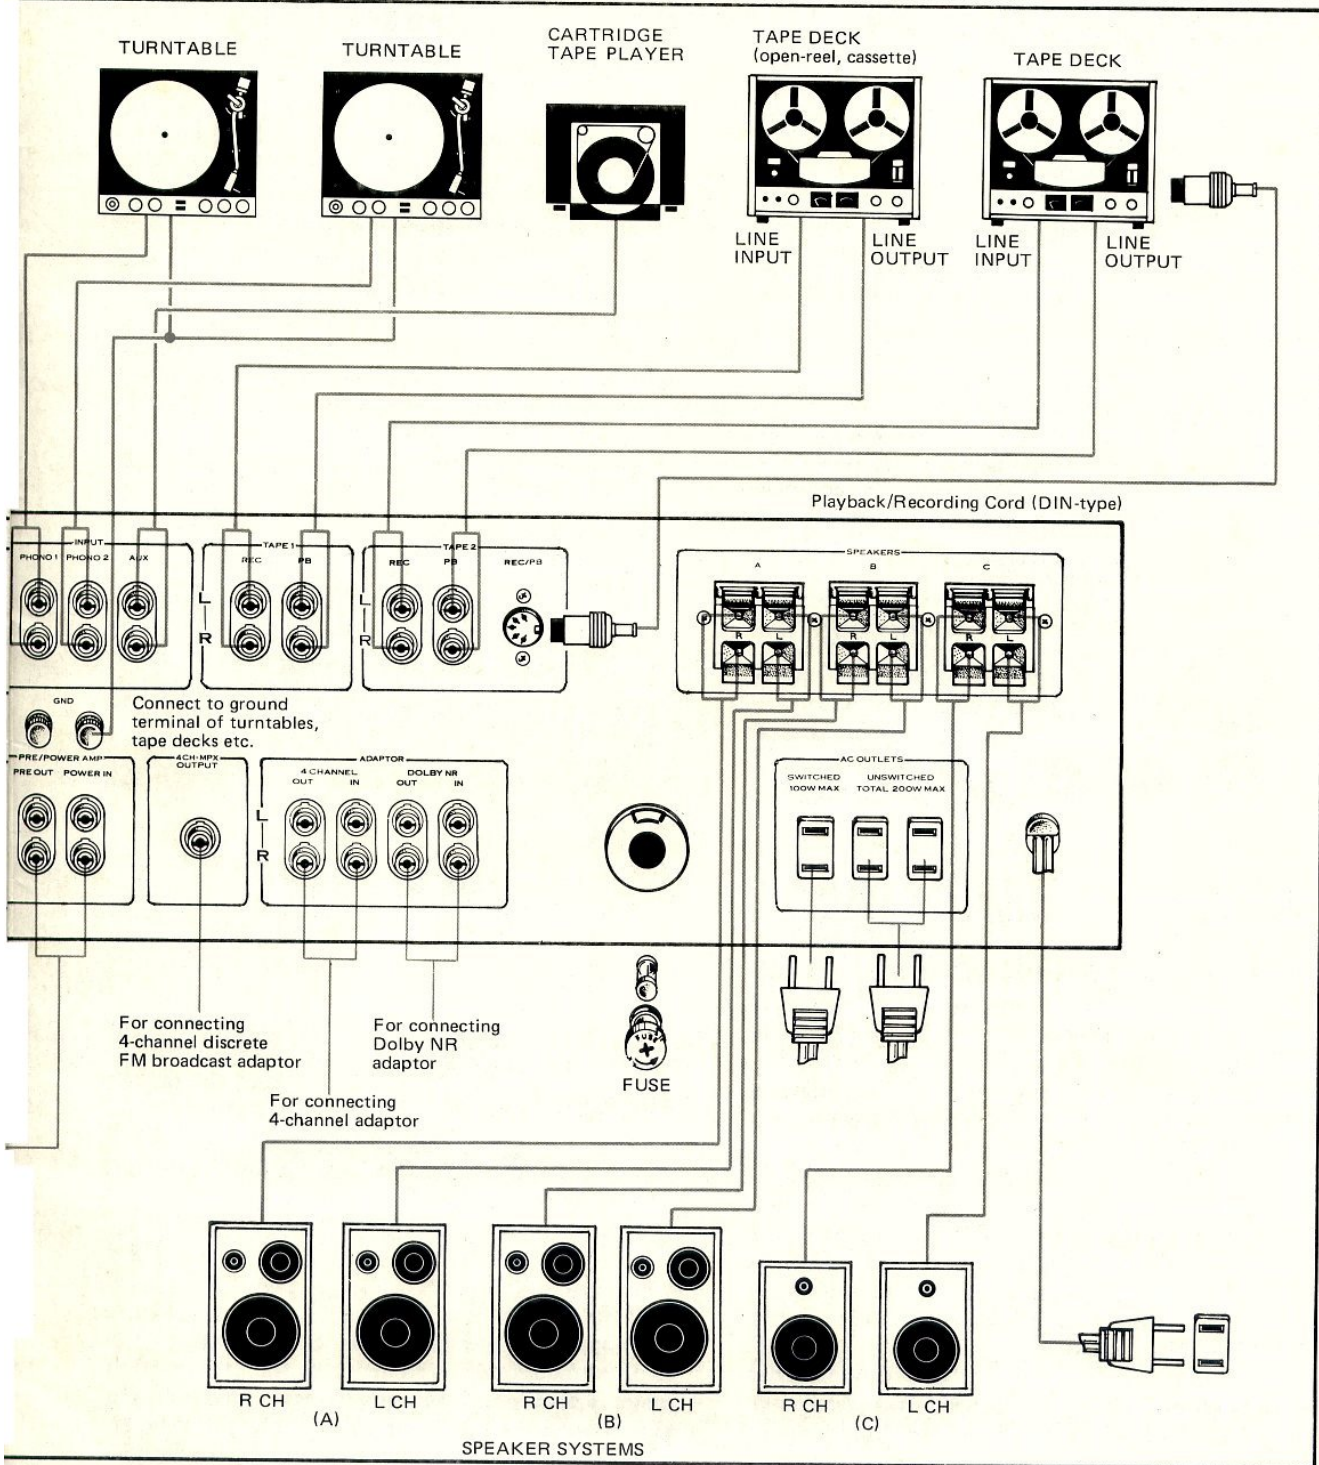 TURNTABLE
TURNTABLE
CARTRIDGE
TAPE PLAYER
TAPE DECK
(open-reel, cassette)
TAPE DECK
LINE
INPUT
LINE
OUTPUT
LINE
INPUT
LINE
OUTPUT
Playback/Recording Cord (DIN-type)
INPUT
PHONO 1
PHONO 2
AUX
TAPE 1
REC
PB
L
R
TAPE 2
REC
PB
REC/PB
L
R
SPEAKERS
A
B
C
R
L
R
L
R
L
GND
Connect to ground
terminal of turntables,
tape decks etc.
PRE/POWER AMP
PRE OUT
POWER IN
4CH-MPX
OUTPUT
ADAPTOR
4 CHANNEL
OUT
IN
DOLBY NR
OUT
IN
L
R
AC OUTLETS
SWITCHED
100W MAX
UNSWITCHED
TOTAL 200W MAX
For connecting
4-channel discrete
FM broadcast adaptor
For connecting
Dolby NR
adaptor
For connecting
4-channel adaptor
FUSE
FUSE
R CH
L CH
(A)
R CH
L CH
(B)
R CH
L CH
(C)
SPEAKER SYSTEMS